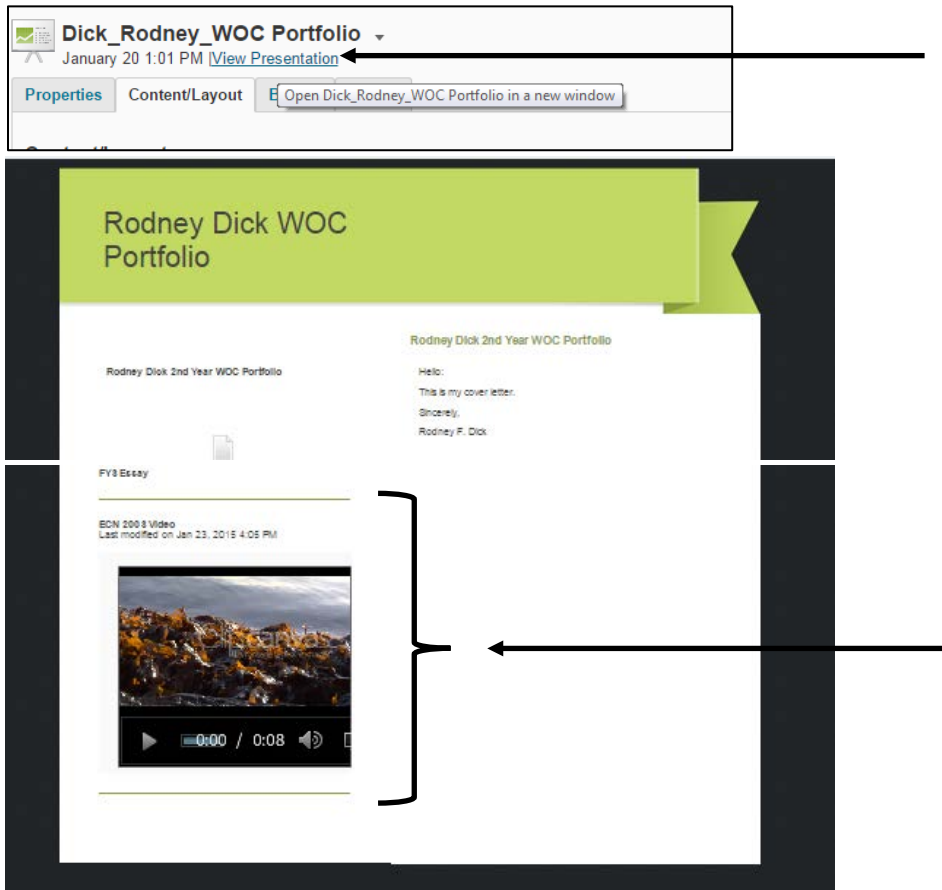 Dick_Rodney_WOC Portfolio
January 20 1:01 PM |View Presentation
Properties Content/Layout E
Open Dick_Rodney_WOC Portfolio in a new window
Rodney Dick WOC
Portfolio
Rodney Dick 2nd Year WOC Portfolio
Rodney Dick 2nd Year WOC Portfolio
Hello:
This is my cover letter.
Sincerely,
Rodney F. Dick
FYS Essay
ECN 2008 Video
Last modified on Jan 23, 2015 4:05 PM
ClipCanvas
0:00 / 0:08